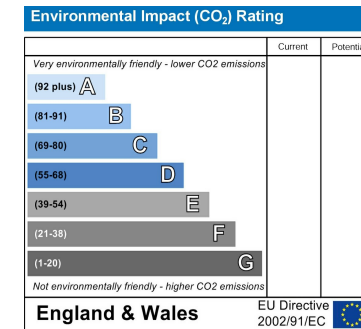 Environmental Impact (CO₂) Rating
Current Potentia
Very environmentally friendly - lower CO2 emissions
(92 plus) A
(81-91) B
(69-80) C
(55-68) D
(39-54) E
(21-38) F
(1-20) G
Not environmentally friendly - higher CO2 emissions
England & Wales
EU Directive
2002/91/EC